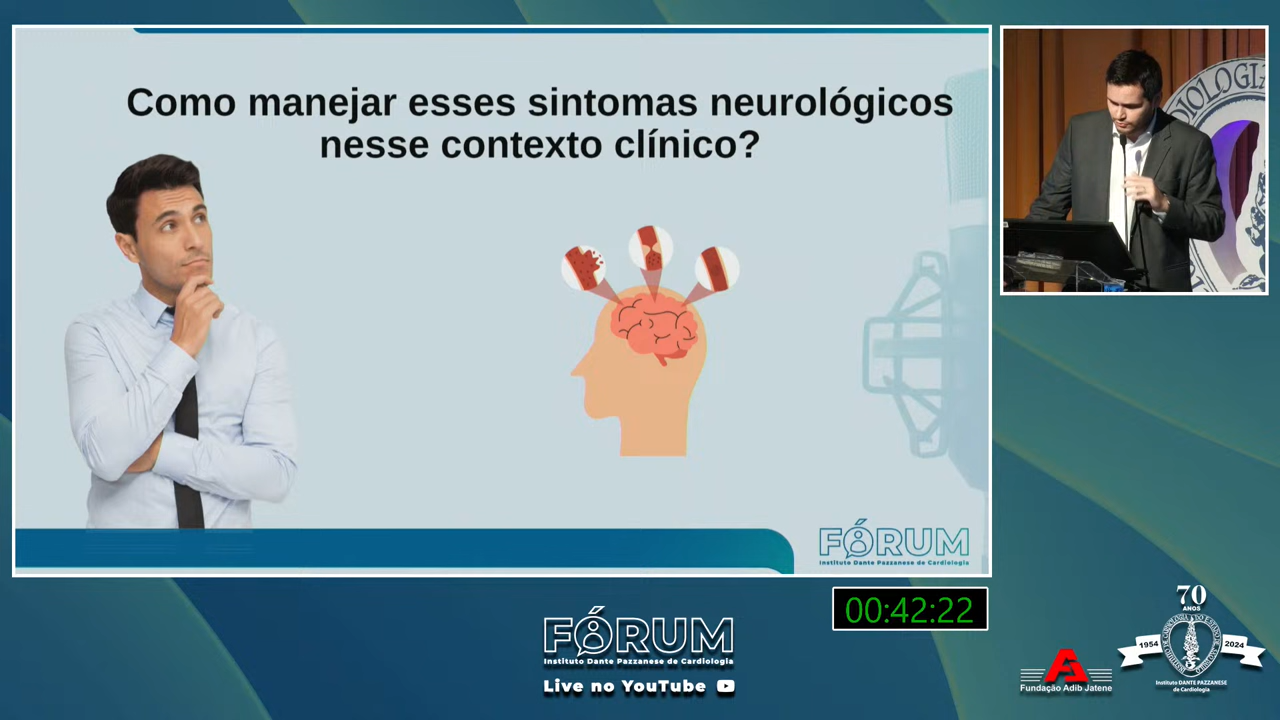 Como manejar esses sintomas neurológicos
nesse contexto clínico?
FÓRUM
Instituto Dante Pazzanese de Cardiologia
00:42:22
FÓRUM
Instituto Dante Pazzanese de Cardiologia
Live no YouTube
Fundação Adib Jatene
70
ANOS
1954
2024
Instituto DANTE PAZZANESE
de Cardiologia